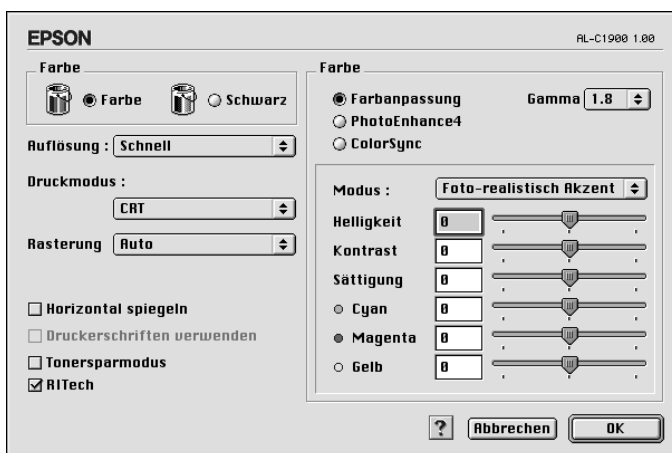 EPSON
AL-C1900 1.00
Farbe
Farbe
Schwarz
Auflösung : Schnell
Druckmodus :
CRT
Rasterung Auto
Horizontal spiegeln
Druckerschriften verwenden
Tonersparmodus
RITech
Farbe
Farbanpassung
Gamma 1.8
PhotoEnhance4
ColorSync
Modus : Foto-realistisch Akzent
Helligkeit 0
Kontrast 0
Sättigung 0
Cyan 0
Magenta 0
Gelb 0
?
Abbrechen
OK